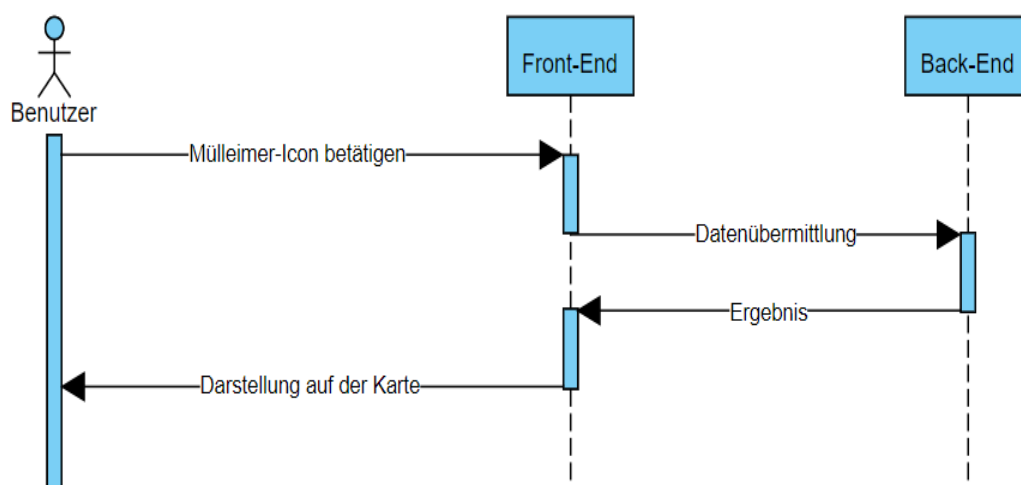 Front-End
Back-End
Benutzer
Mülleimer-Icon betätigen
Datenübermittlung
Ergebnis
Darstellung auf der Karte